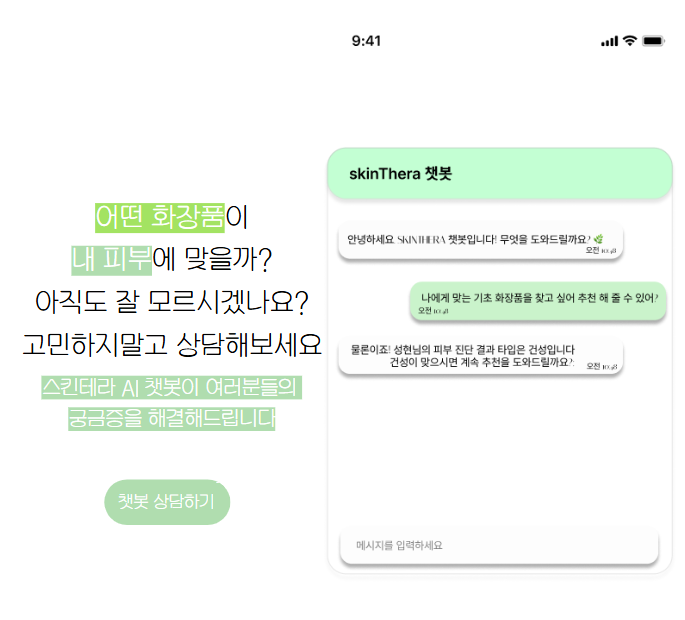 9:41
어떤 화장품이
내 피부에 맞을까?
아직도 잘 모르시겠나요?
고민하지말고 상담해보세요
스킨테라 AI 챗봇이 여러분들의
궁금증을 해결해드립니다
챗봇 상담하기
skinThera 챗봇
안녕하세요 SKINTHERA 챗봇입니다! 무엇을 도와드릴까요? 🌿
오전 10:48
나에게 맞는 기초 화장품을 찾고 싶어 추천 해 줄 수 있어?
오전 10:48
물론이죠! 성현님의 피부 진단 결과 타입은 건성입니다
건성이 맞으시면 계속 추천을 도와드릴까요?
오전 10:48
메시지를 입력하세요